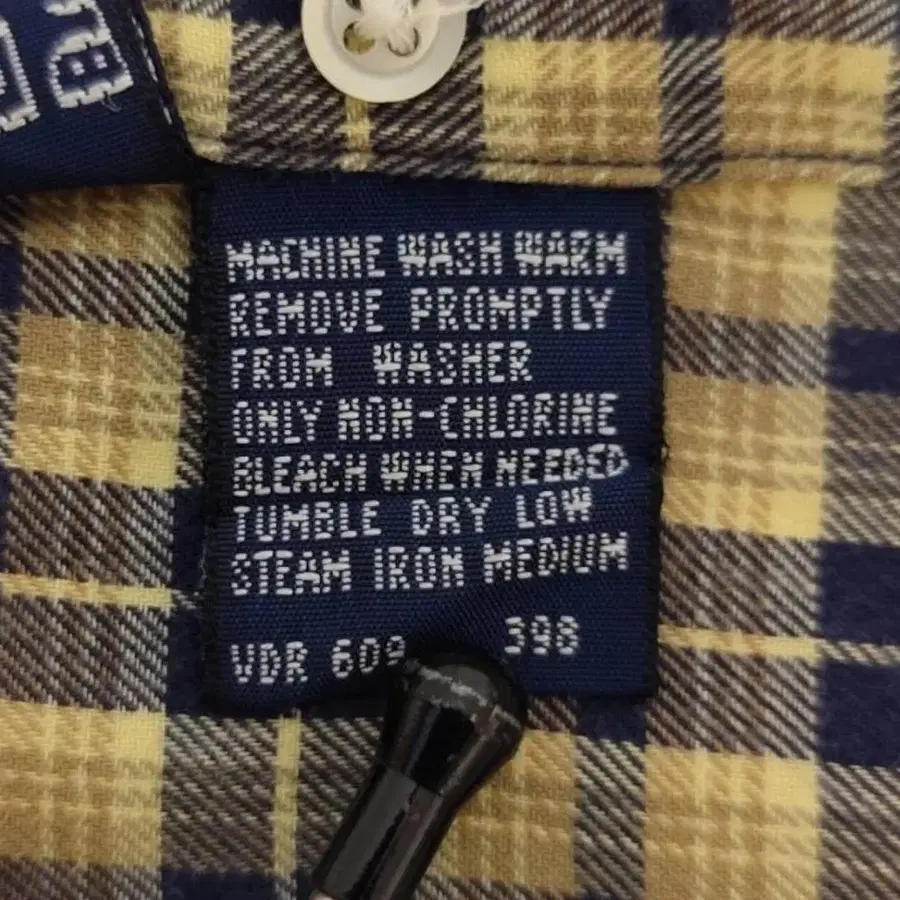 MACHINE WASH WARM
REMOVE PROMPTLY
FROM WASHER
ONLY NON-CHLORINE
BLEACH WHEN NEEDED
TUMBLE DRY LOW
STEAM IRON MEDIUM
VDR 609 398